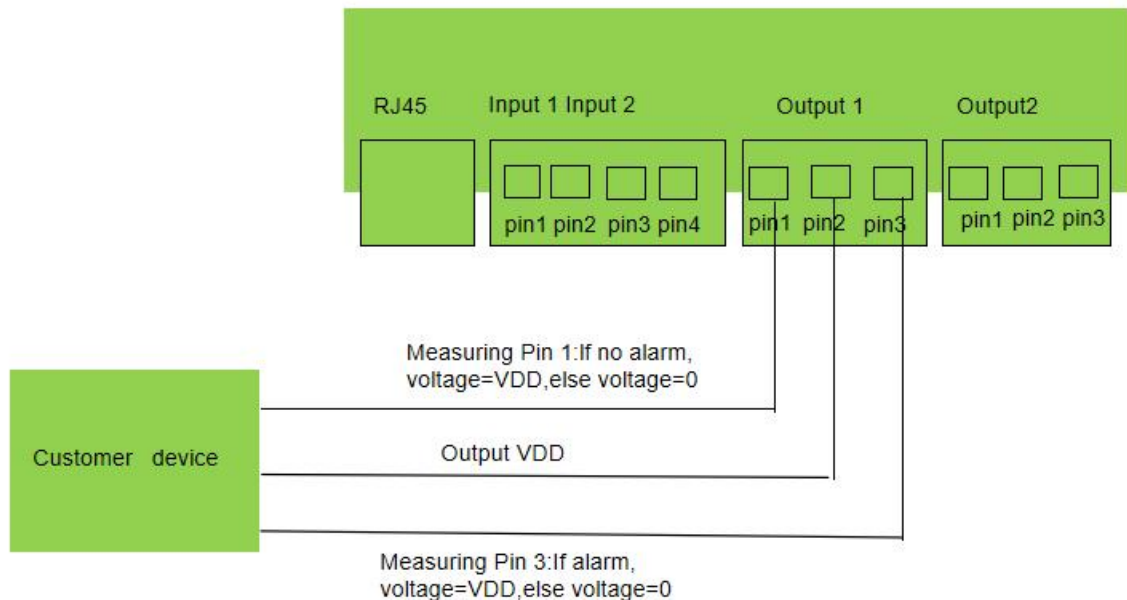 RJ45
Input 1 Input 2
Output 1
Output2
pin1 pin2 pin3 pin4
pin1 pin2 pin3
pin1 pin2 pin3
Measuring Pin 1:If no alarm,
voltage=VDD,else voltage=0
Customer device
Output VDD
Measuring Pin 3:If alarm,
voltage=VDD,else voltage=0